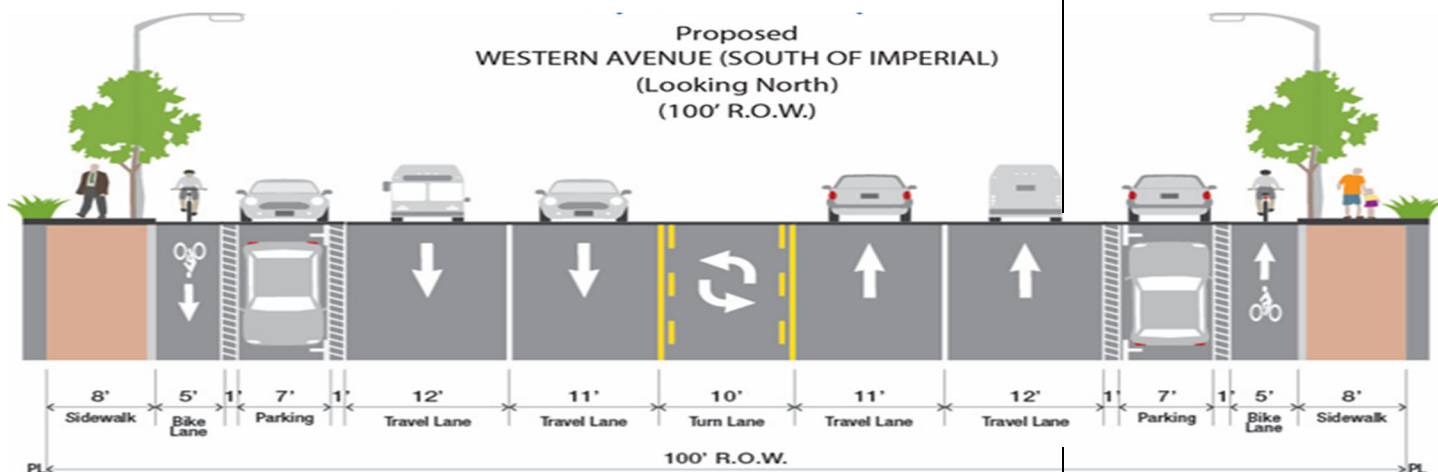 Proposed
WESTERN AVENUE (SOUTH OF IMPERIAL)
(Looking North)
(100' R.O.W.)
8' 5' 1' 7' 1' 12' 11' 10' 11' 12' 1' 7' 1' 5' 8'
Sidewalk Bike Parking Travel Lane Travel Lane Turn Lane Travel Lane Travel Lane Parking Bike Sidewalk
Lane Lane
100' R.O.W.
PL PL